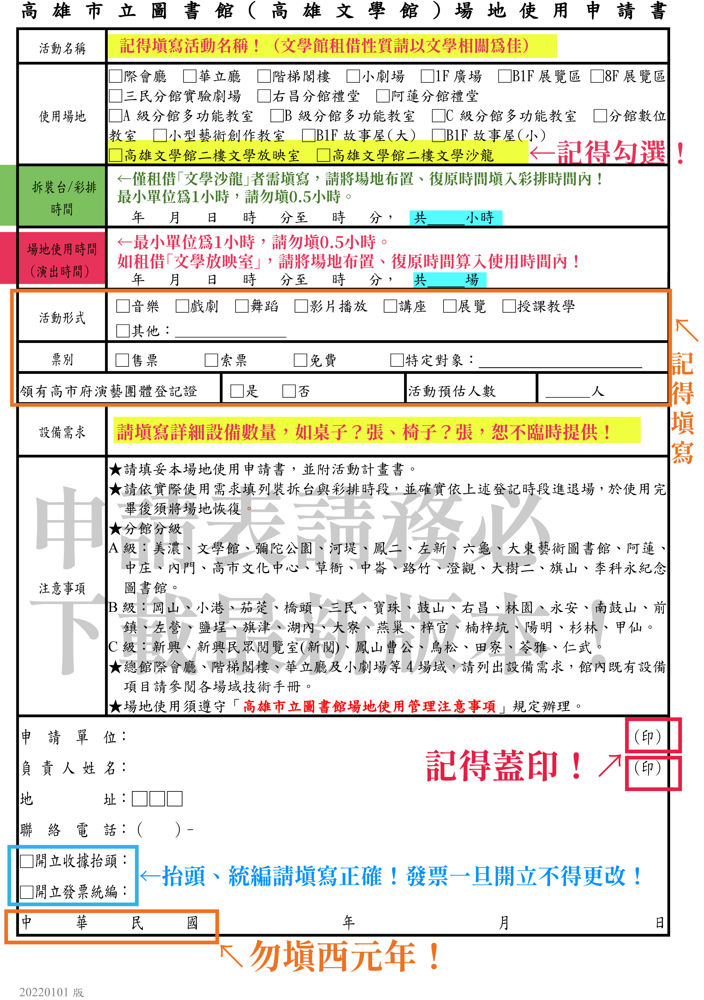 高雄市立圖書館(高雄文學館)場地使用申請書
活動名稱
記得填寫活動名稱！（文學館租借性質請以文學相關為佳）
使用場地
□際會廳 □華立廳 □階梯閣樓 □小劇場 □1F 廣場 □B1F 展覽區 □8F 展覽區
□三民分館實驗劇場 □右昌分館禮堂 □阿蓮分館禮堂
□A 級分館多功能教室 □B 級分館多功能教室 □C 級分館多功能教室 □分館數位
教室 □小型藝術創作教室 □B1F 故事屋(大) □B1F 故事屋(小)
□高雄文學館二樓文學放映室 □高雄文學館二樓文學沙龍
←記得勾選！
拆裝台/彩排
時間
←僅租借「文學沙龍」者需填寫，請將場地布置、復原時間填入彩排時間內！
最小單位為1小時，請勿填0.5小時。
年 月 日 時 分至 時 分， 共_____小時
場地使用時間
(演出時間)
←最小單位為1小時，請勿填0.5小時。
如租借「文學放映室」，請將場地布置、復原時間算入使用時間內！
年 月 日 時 分至 時 分， 共_____場
活動形式
□音樂 □戲劇 □舞蹈 □影片播放 □講座 □展覽 □授課教學
□其他：_______________
票別
□售票 □索票 □免費 □特定對象：______________________
領有高市府演藝團體登記證
□是 □否
活動預估人數
______人
↖記得填寫
設備需求
請填寫詳細設備數量，如桌子？張、椅子？張，恕不臨時提供！
注意事項
★請填妥本場地使用申請書，並附活動計畫書。
★請依實際使用需求填列裝拆台與彩排時段，並確實依上述登記時段進退場，於使用完
畢後須將場地恢復。
★分館分級
A 級：美濃、文學館、彌陀公園、河堤、鳳二、左新、六龜、大東藝術圖書館、阿蓮、
中庄、內門、高市文化中心、草衙、中崙、路竹、澄觀、大樹二、旗山、李科永紀念
圖書館。
B 級：岡山、小港、茄萣、橋頭、三民、寶珠、鼓山、右昌、林園、永安、南鼓山、前
鎮、左營、鹽埕、旗津、湖內、大寮、燕巢、梓官、楠梓坑、陽明、杉林、甲仙。
C 級：新興、新興民眾閱覽室(新閱)、鳳山曹公、鳥松、田寮、苓雅、仁武。
★總館際會廳、階梯閣樓、華立廳及小劇場等 4 場域，請列出設備需求，館內既有設備
項目請參閱各場域技術手冊。
★場地使用須遵守「高雄市立圖書館場地使用管理注意事項」規定辦理。
申請表請務必
下載最新版本！
申請單位： (印)
負責人姓名： (印)
記得蓋印！↗
地址：□□□
聯絡電話：( )-
□開立收據抬頭：
□開立發票統編：
←抬頭、統編請填寫正確！發票一旦開立不得更改！
中華民國 年 月 日
↖勿填西元年！
20220101 版